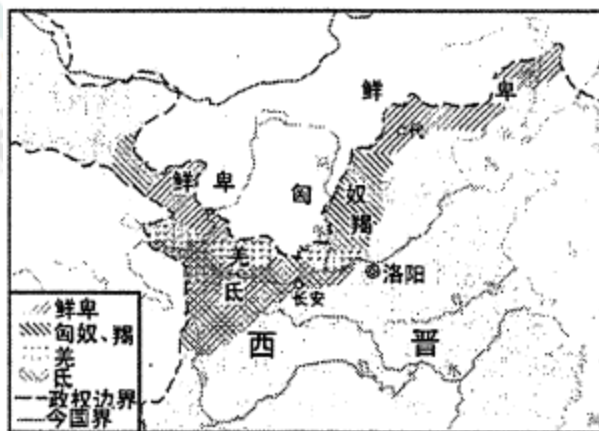 鲜 卑
代
鲜 卑
匈 奴
羯
羌
氐
长安
洛阳
西 晋
鲜卑
匈奴、羯
羌
氐
政权边界
今国界